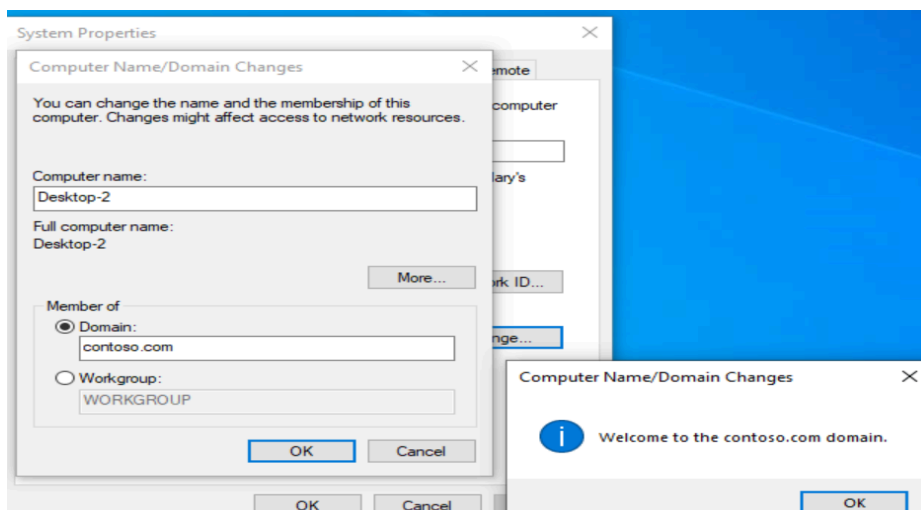 System Properties
Computer Name/Domain Changes
emote
You can change the name and the membership of this
computer. Changes might affect access to network resources.
computer
Computer name:
lary's
Desktop-2
Full computer name:
Desktop-2
More...
ork ID...
Member of
Domain:
nge...
contoso.com
Workgroup:
WORKGROUP
OK
Cancel
OK
Cancel
Computer Name/Domain Changes
Welcome to the contoso.com domain.
OK